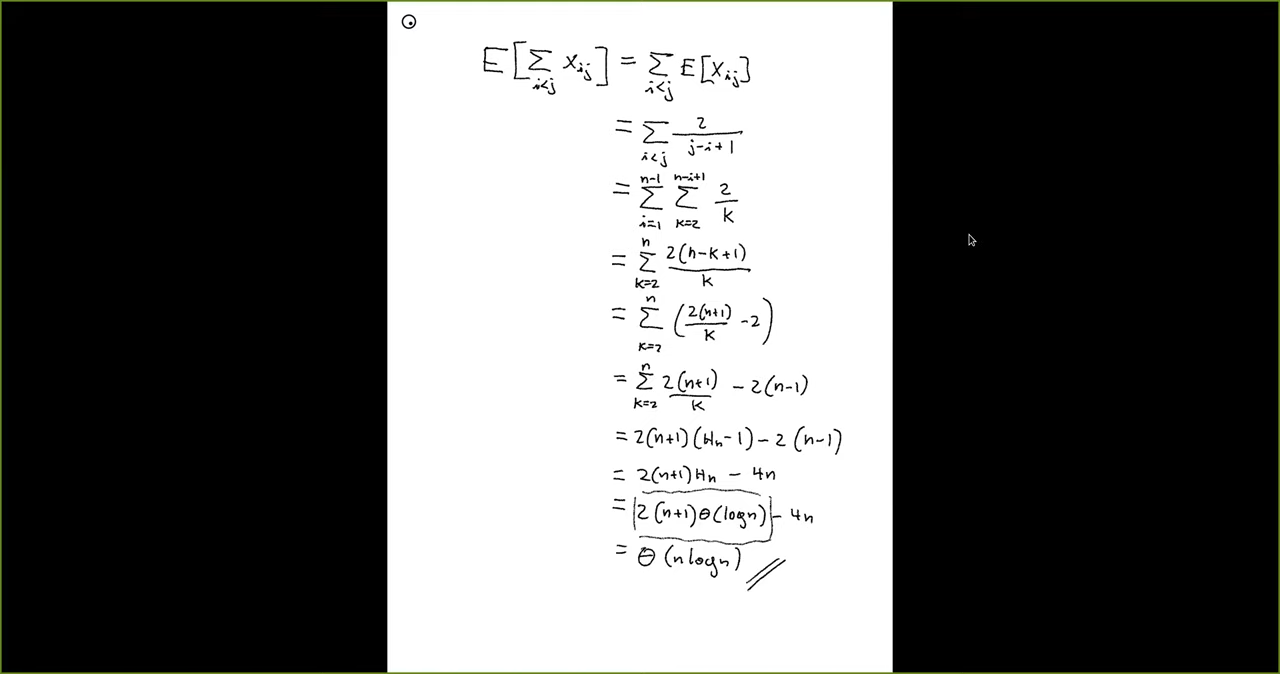 E[∑_{i<j} X_{ij}] = ∑_{i<j} E[X_{ij}]
= ∑_{i<j} 2/(j-i+1)
= ∑_{i=1}^{n-1} ∑_{k=2}^{n-i+1} 2/k
= ∑_{k=2}^{n} 2(n-k+1)/k
= ∑_{k=2}^{n} (2(n+1)/k - 2)
= ∑_{k=2}^{n} 2(n+1)/k - 2(n-1)
= 2(n+1)(H_n-1) - 2(n-1)
= 2(n+1)H_n - 4n
= 2(n+1)Θ(log n) - 4n
= Θ(n log n)